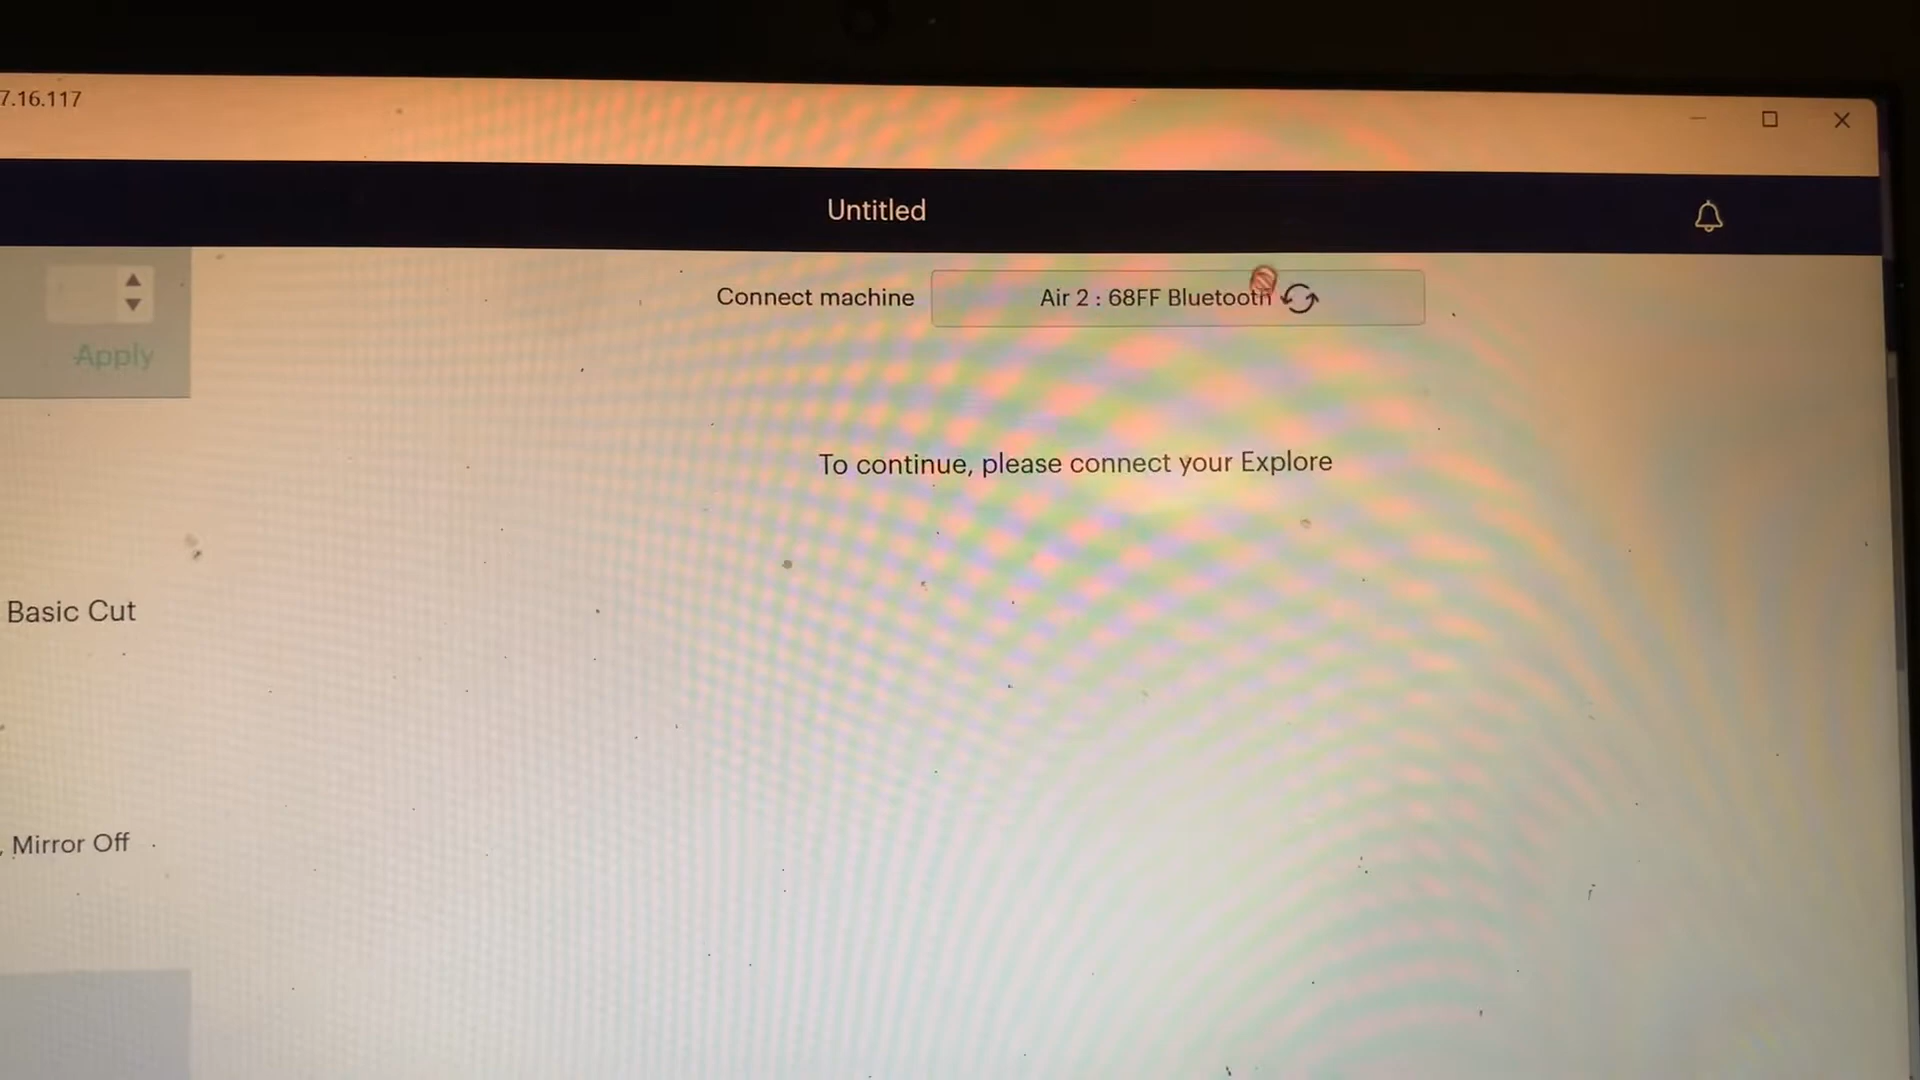 7.16.117
Untitled
Connect machine
Air 2 : 68FF Bluetooth
Apply
To continue, please connect your Explore
Basic Cut
, Mirror Off